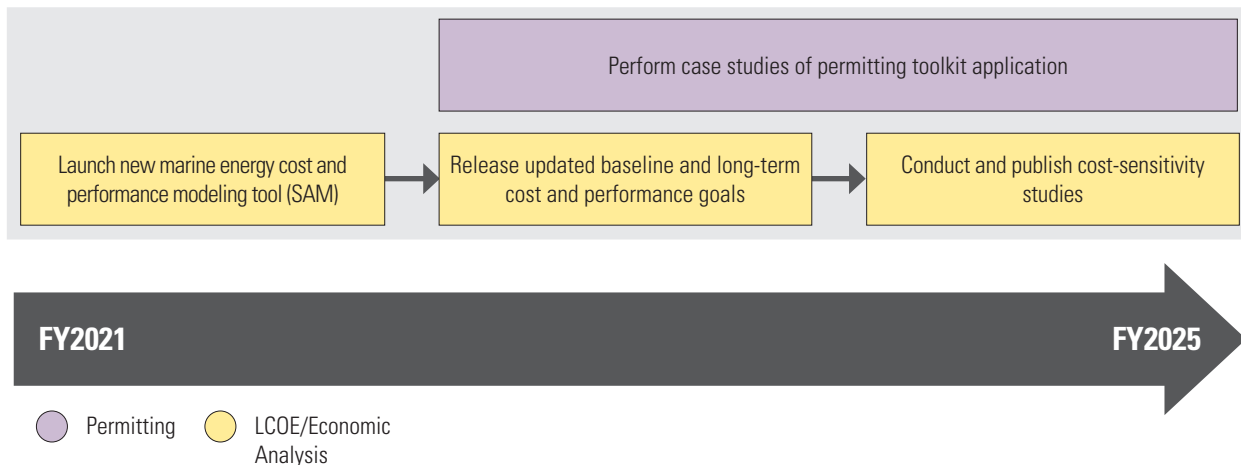 Perform case studies of permitting toolkit application
Launch new marine energy cost and
performance modeling tool (SAM)
Release updated baseline and long-term
cost and performance goals
Conduct and publish cost-sensitivity
studies
FY2021
FY2025
Permitting
LCOE/Economic
Analysis